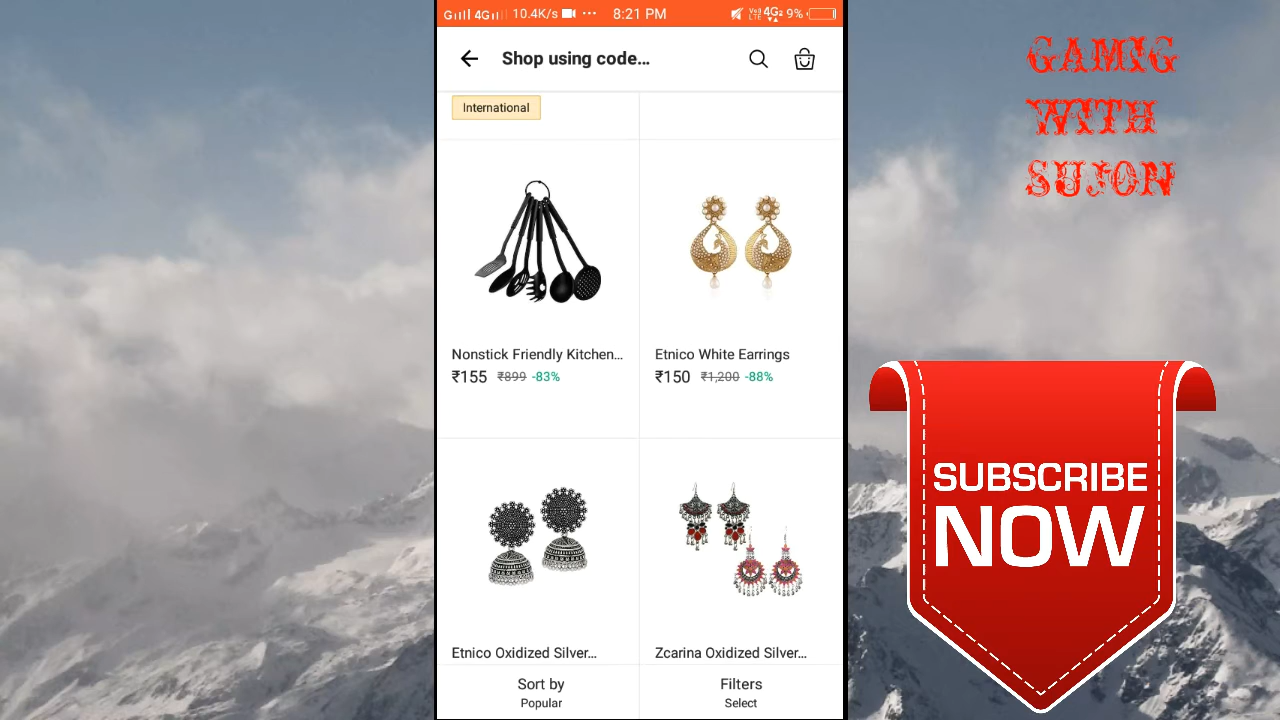 4G 4G 10.4K/s ... 8:21 PM 4G 9%
Shop using code...
International
Nonstick Friendly Kitchen...
₹155 ₹899 -83%
Etnico White Earrings
₹150 ₹1,200 -88%
Etnico Oxidized Silver...
Zcarina Oxidized Silver...
Sort by
Popular
Filters
Select
GAMIG
WITH
SUJON
SUBSCRIBE
NOW